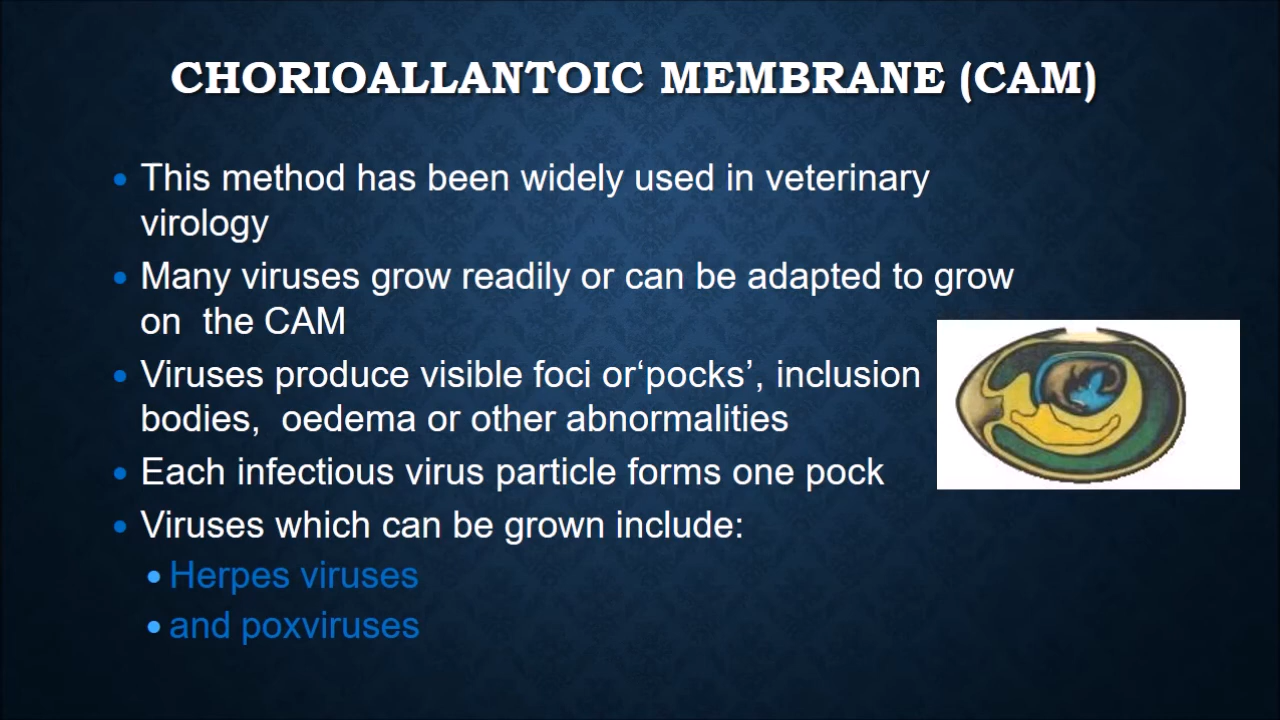 CHORIOALLANTOIC MEMBRANE (CAM)
• This method has been widely used in veterinary
virology
• Many viruses grow readily or can be adapted to grow
on  the CAM
• Viruses produce visible foci or‘pocks’, inclusion
bodies,  oedema or other abnormalities
• Each infectious virus particle forms one pock
• Viruses which can be grown include:
• Herpes viruses
• and poxviruses